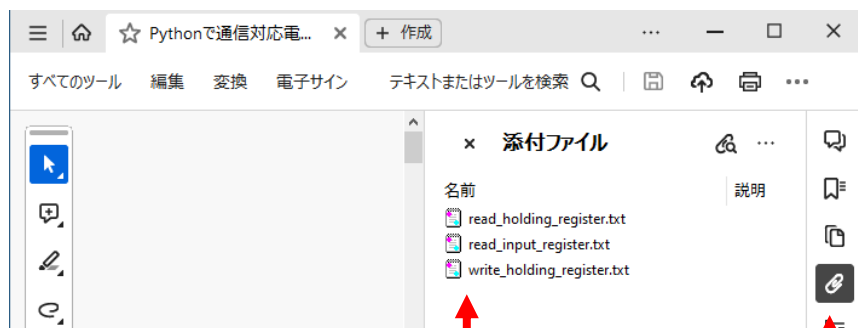 Pythonで通信対応電... × + 作成 ...
すべてのツール 編集 変換 電子サイン テキストまたはツールを検索
× 添付ファイル
名前 説明
read_holding_register.txt
read_input_register.txt
write_holding_register.txt